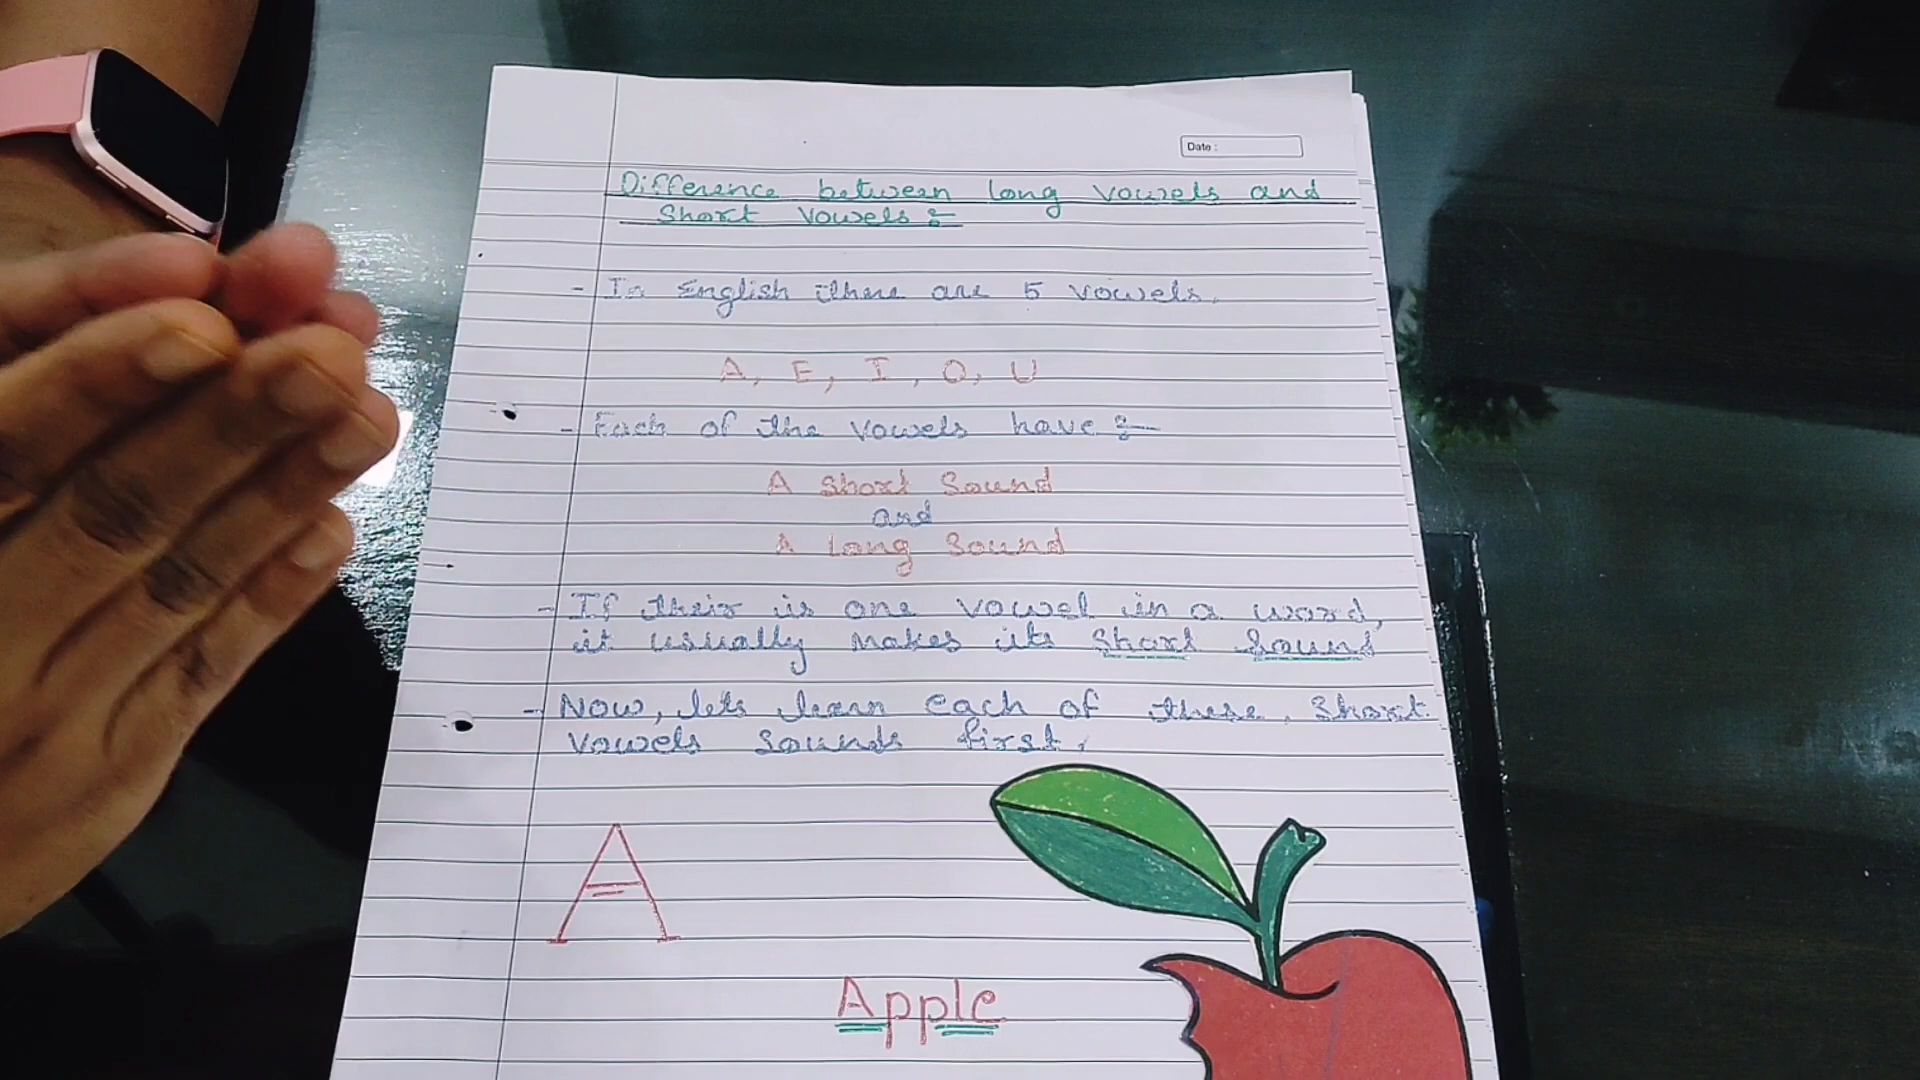 Date :
Difference between long vowels and
Short Vowels :-
- In English there are 5 vowels.
A, E, I, O, U
- Each of the vowels have :-
A Short Sound
and
A long Sound
- If their is one vowel in a word,
it usually makes its Short Sound
- Now, lets learn each of these, Short
vowels sounds first.
A
Apple